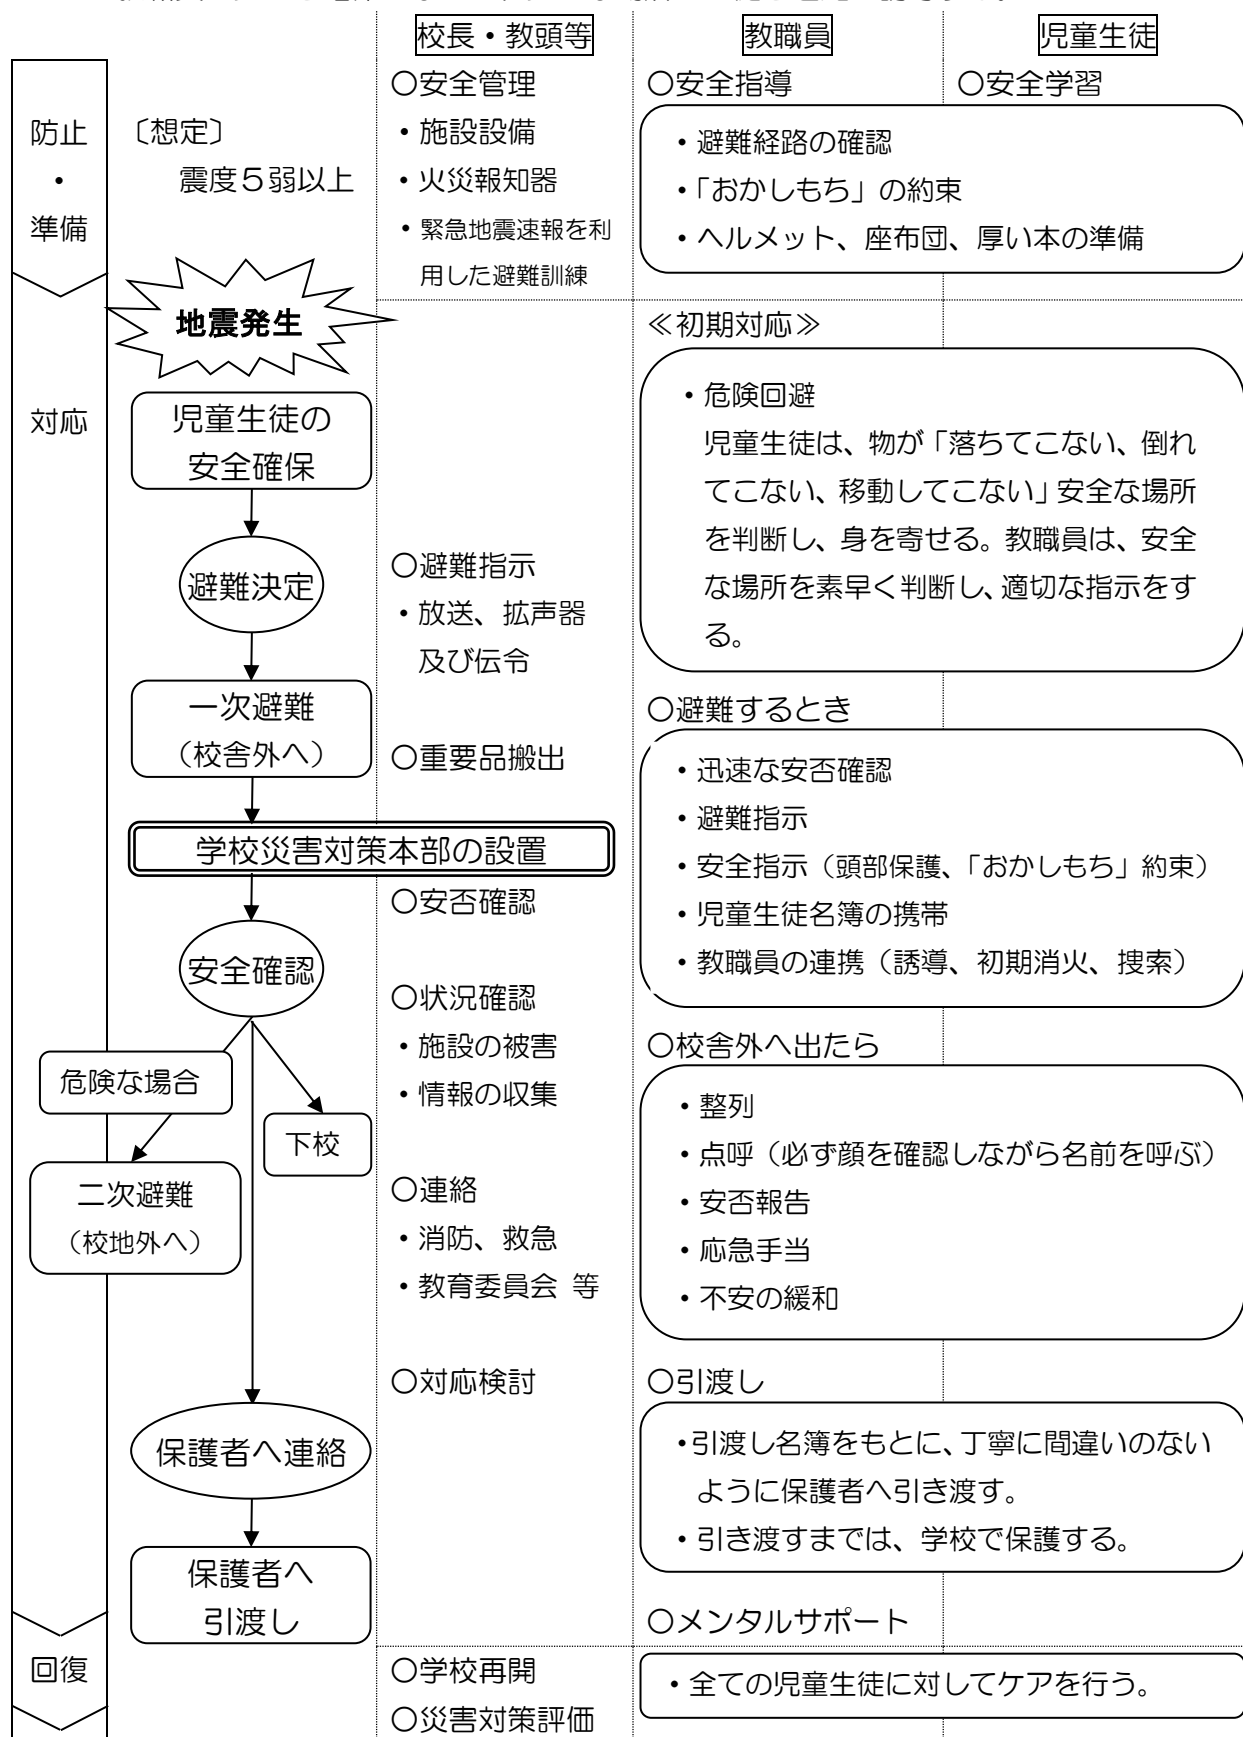 校長・教頭等
教職員
児童生徒
防止
・
準備
〔想定〕
震度5弱以上
○安全管理
・施設設備
・火災報知器
・緊急地震速報を利
用した避難訓練
○安全指導
○安全学習
・避難経路の確認
・「おかしもち」の約束
・ヘルメット、座布団、厚い本の準備
地震発生
対応
児童生徒の
安全確保
避難決定
一次避難
（校舎外へ）
学校災害対策本部の設置
安全確認
危険な場合
下校
二次避難
（校地外へ）
保護者へ連絡
保護者へ
引渡し
○避難指示
・放送、拡声器
及び伝令
○重要品搬出
○安否確認
○状況確認
・施設の被害
・情報の収集
○連絡
・消防、救急
・教育委員会 等
○対応検討
≪初期対応≫
・危険回避
児童生徒は、物が「落ちてこない、倒れ
てこない、移動してこない」安全な場所
を判断し、身を寄せる。教職員は、安全
な場所を素早く判断し、適切な指示をす
る。
○避難するとき
・迅速な安否確認
・避難指示
・安全指示（頭部保護、「おかしもち」約束）
・児童生徒名簿の携帯
・教職員の連携（誘導、初期消火、捜索）
○校舎外へ出たら
・整列
・点呼（必ず顔を確認しながら名前を呼ぶ）
・安否報告
・応急手当
・不安の緩和
○引渡し
・引渡し名簿をもとに、丁寧に間違いのない
ように保護者へ引き渡す。
・引き渡すまでは、学校で保護する。
○メンタルサポート
回復
○学校再開
○災害対策評価
・全ての児童生徒に対してケアを行う。